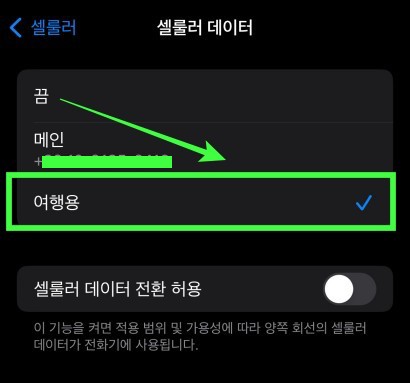 셀룰러
셀룰러 데이터
끔
메인
여행용
셀룰러 데이터 전환 허용
이 기능을 켜면 적용 범위 및 가용성에 따라 양쪽 회선의 셀룰러
데이터가 전화기에 사용됩니다.